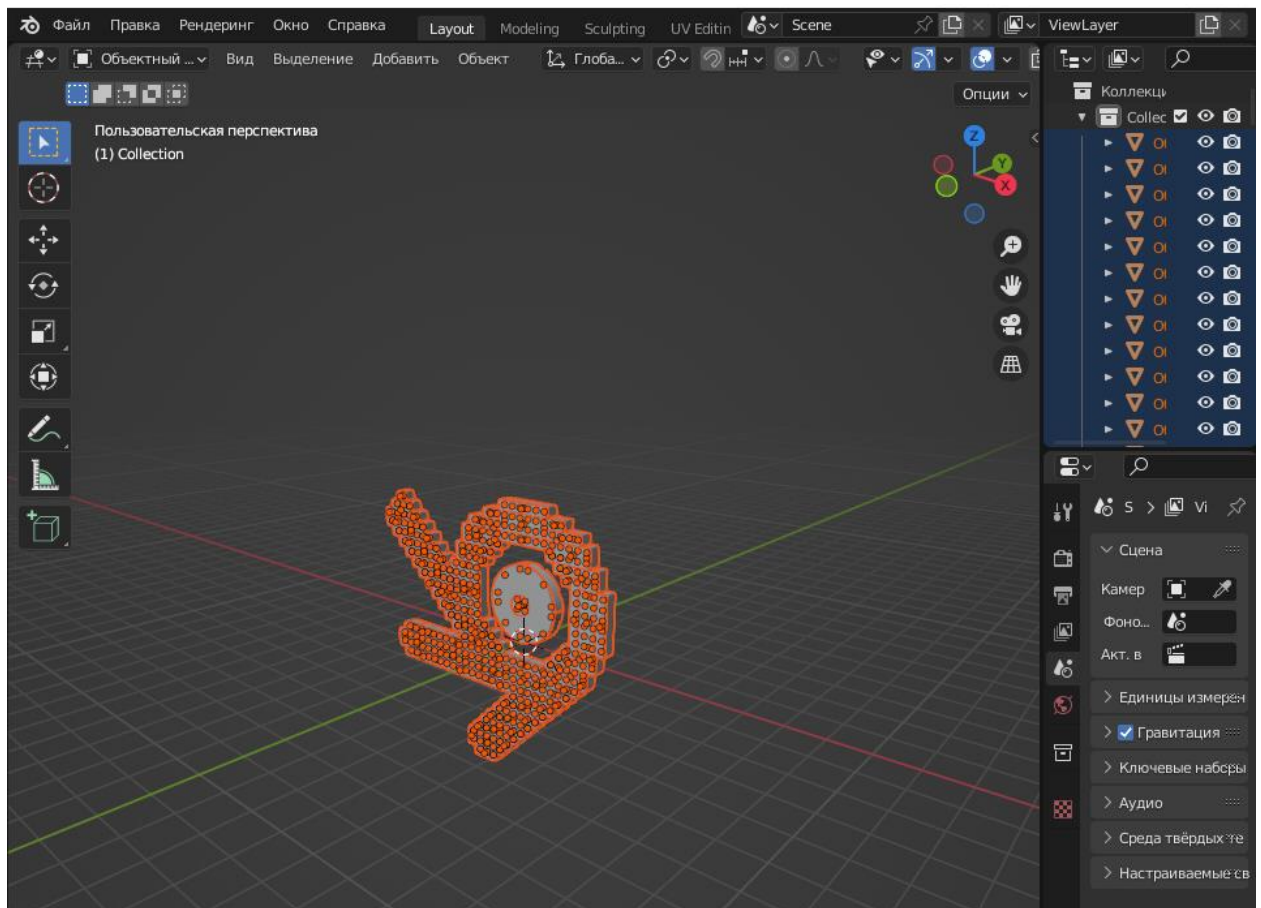 Файл Правка Рендеринг Окно Справка Layout Modeling Sculpting UV Editin Scene ViewLayer
Объектный ... Вид Выделение Добавить Объект Глоба...
Опции
Пользовательская перспектива
(1) Collection
Z
Y
X
Коллекци
Collec
S > Vi
Сцена
Камер
Фоно...
Акт. в
Единицы измерен
Гравитация
Ключевые наборы
Аудио
Среда твёрдых те
Настраиваемые св